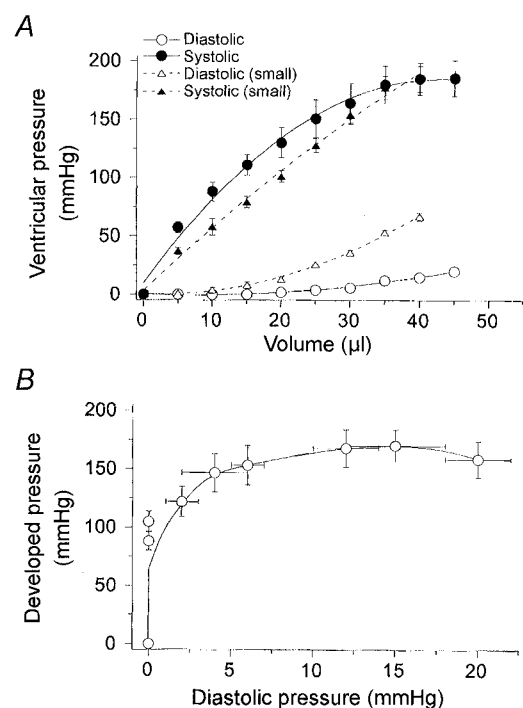 A
Diastolic
Systolic
Diastolic (small)
Systolic (small)
Ventricular pressure
(mmHg)
200
150
100
50
0
0
10
20
30
40
50
Volume (µl)
B
Developed pressure
(mmHg)
200
150
100
50
0
0
5
10
15
20
Diastolic pressure (mmHg)